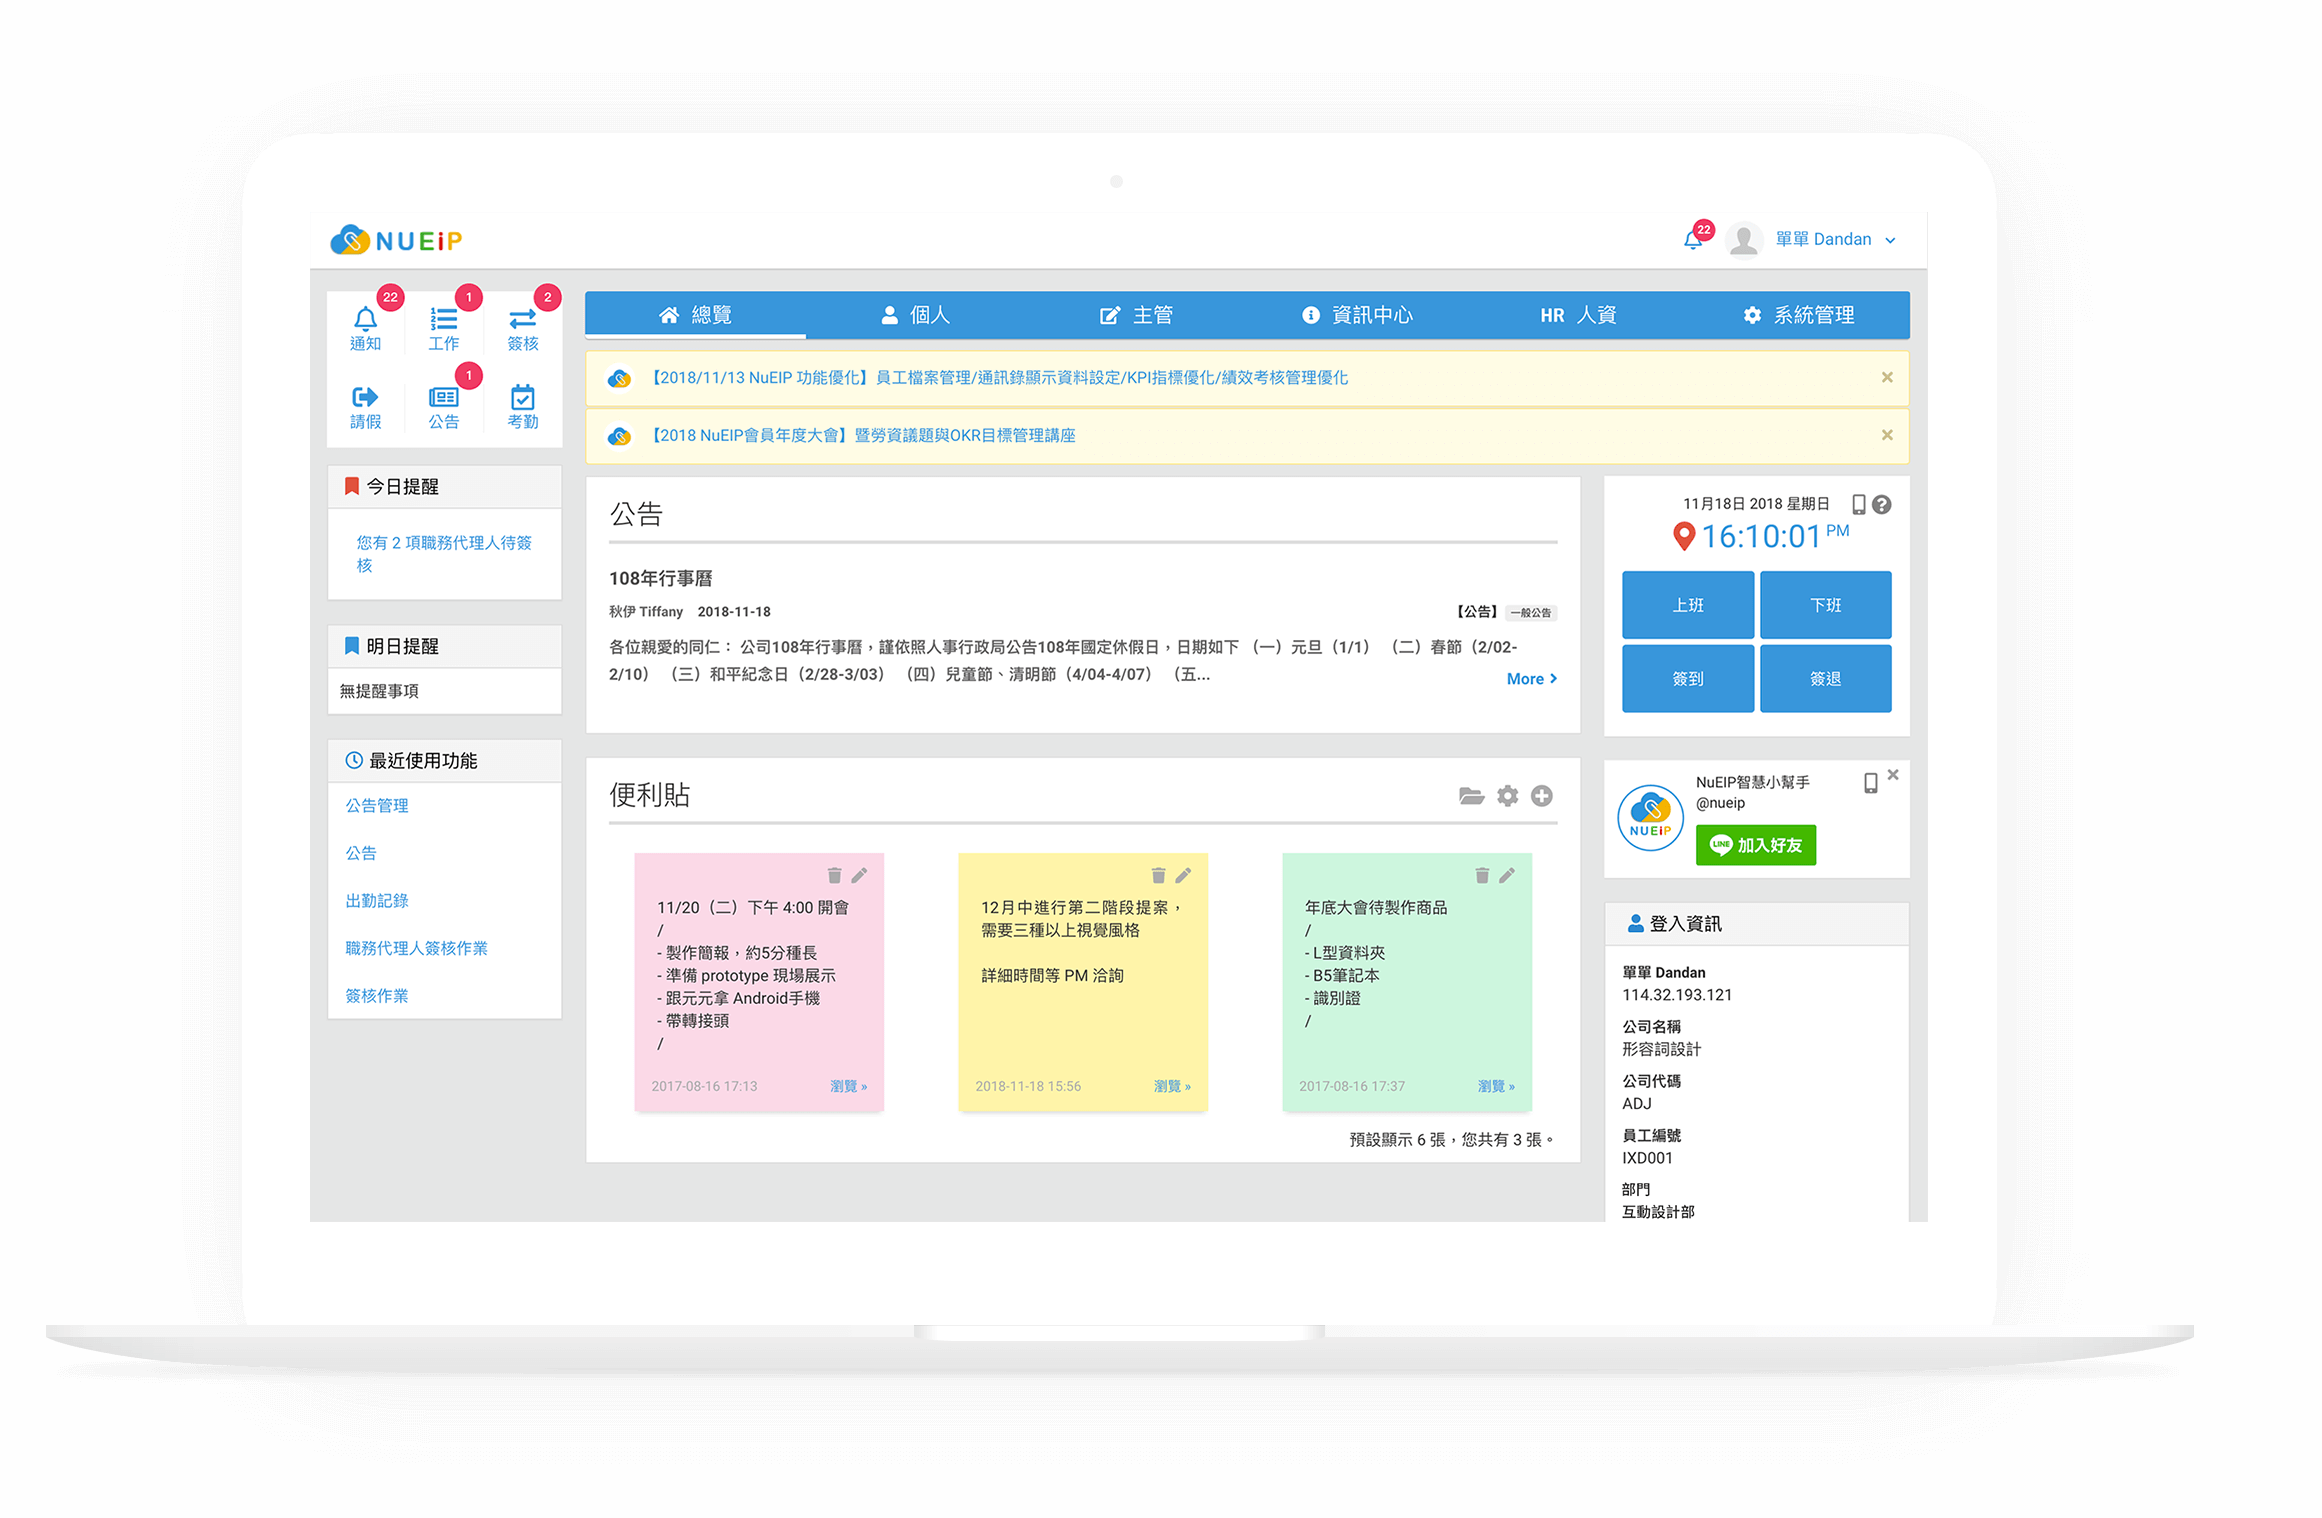 NUEiP
22
單單 Dandan
22
1
2
通知
工作
簽核
1
請假
公告
考勤
總覽
個人
主管
資訊中心
HR 人資
系統管理
【2018/11/13 NuEIP 功能優化】員工檔案管理/通訊錄顯示資料設定/KPI指標優化/績效考核管理優化
【2018 NuEIP會員年度大會】暨勞資議題與OKR目標管理講座
今日提醒
您有 2 項職務代理人待簽
核
明日提醒
無提醒事項
最近使用功能
公告管理
公告
出勤記錄
職務代理人簽核作業
簽核作業
公告
108年行事曆
秋伊 Tiffany 2018-11-18
【公告】 一般公告
各位親愛的同仁： 公司108年行事曆，謹依照人事行政局公告108年國定休假日，日期如下 （一）元旦（1/1） （二）春節（2/02-
2/10） （三）和平紀念日（2/28-3/03） （四）兒童節、清明節（4/04-4/07） （五...
More
便利貼
11/20（二）下午 4:00 開會
/
- 製作簡報，約5分種長
- 準備 prototype 現場展示
- 跟元元拿 Android手機
- 帶轉接頭
/
2017-08-16 17:13
瀏覽 »
12月中進行第二階段提案，
需要三種以上視覺風格
詳細時間等 PM 洽詢
2018-11-18 15:56
瀏覽 »
年底大會待製作商品
/
- L型資料夾
- B5筆記本
- 識別證
/
2017-08-16 17:37
瀏覽 »
預設顯示 6 張，您共有 3 張。
11月18日 2018 星期日
16:10:01 PM
上班
下班
簽到
簽退
NUEiP
NuEIP智慧小幫手
@nueip
LINE 加入好友
登入資訊
單單 Dandan
114.32.193.121
公司名稱
形容詞設計
公司代碼
ADJ
員工編號
IXD001
部門
互動設計部